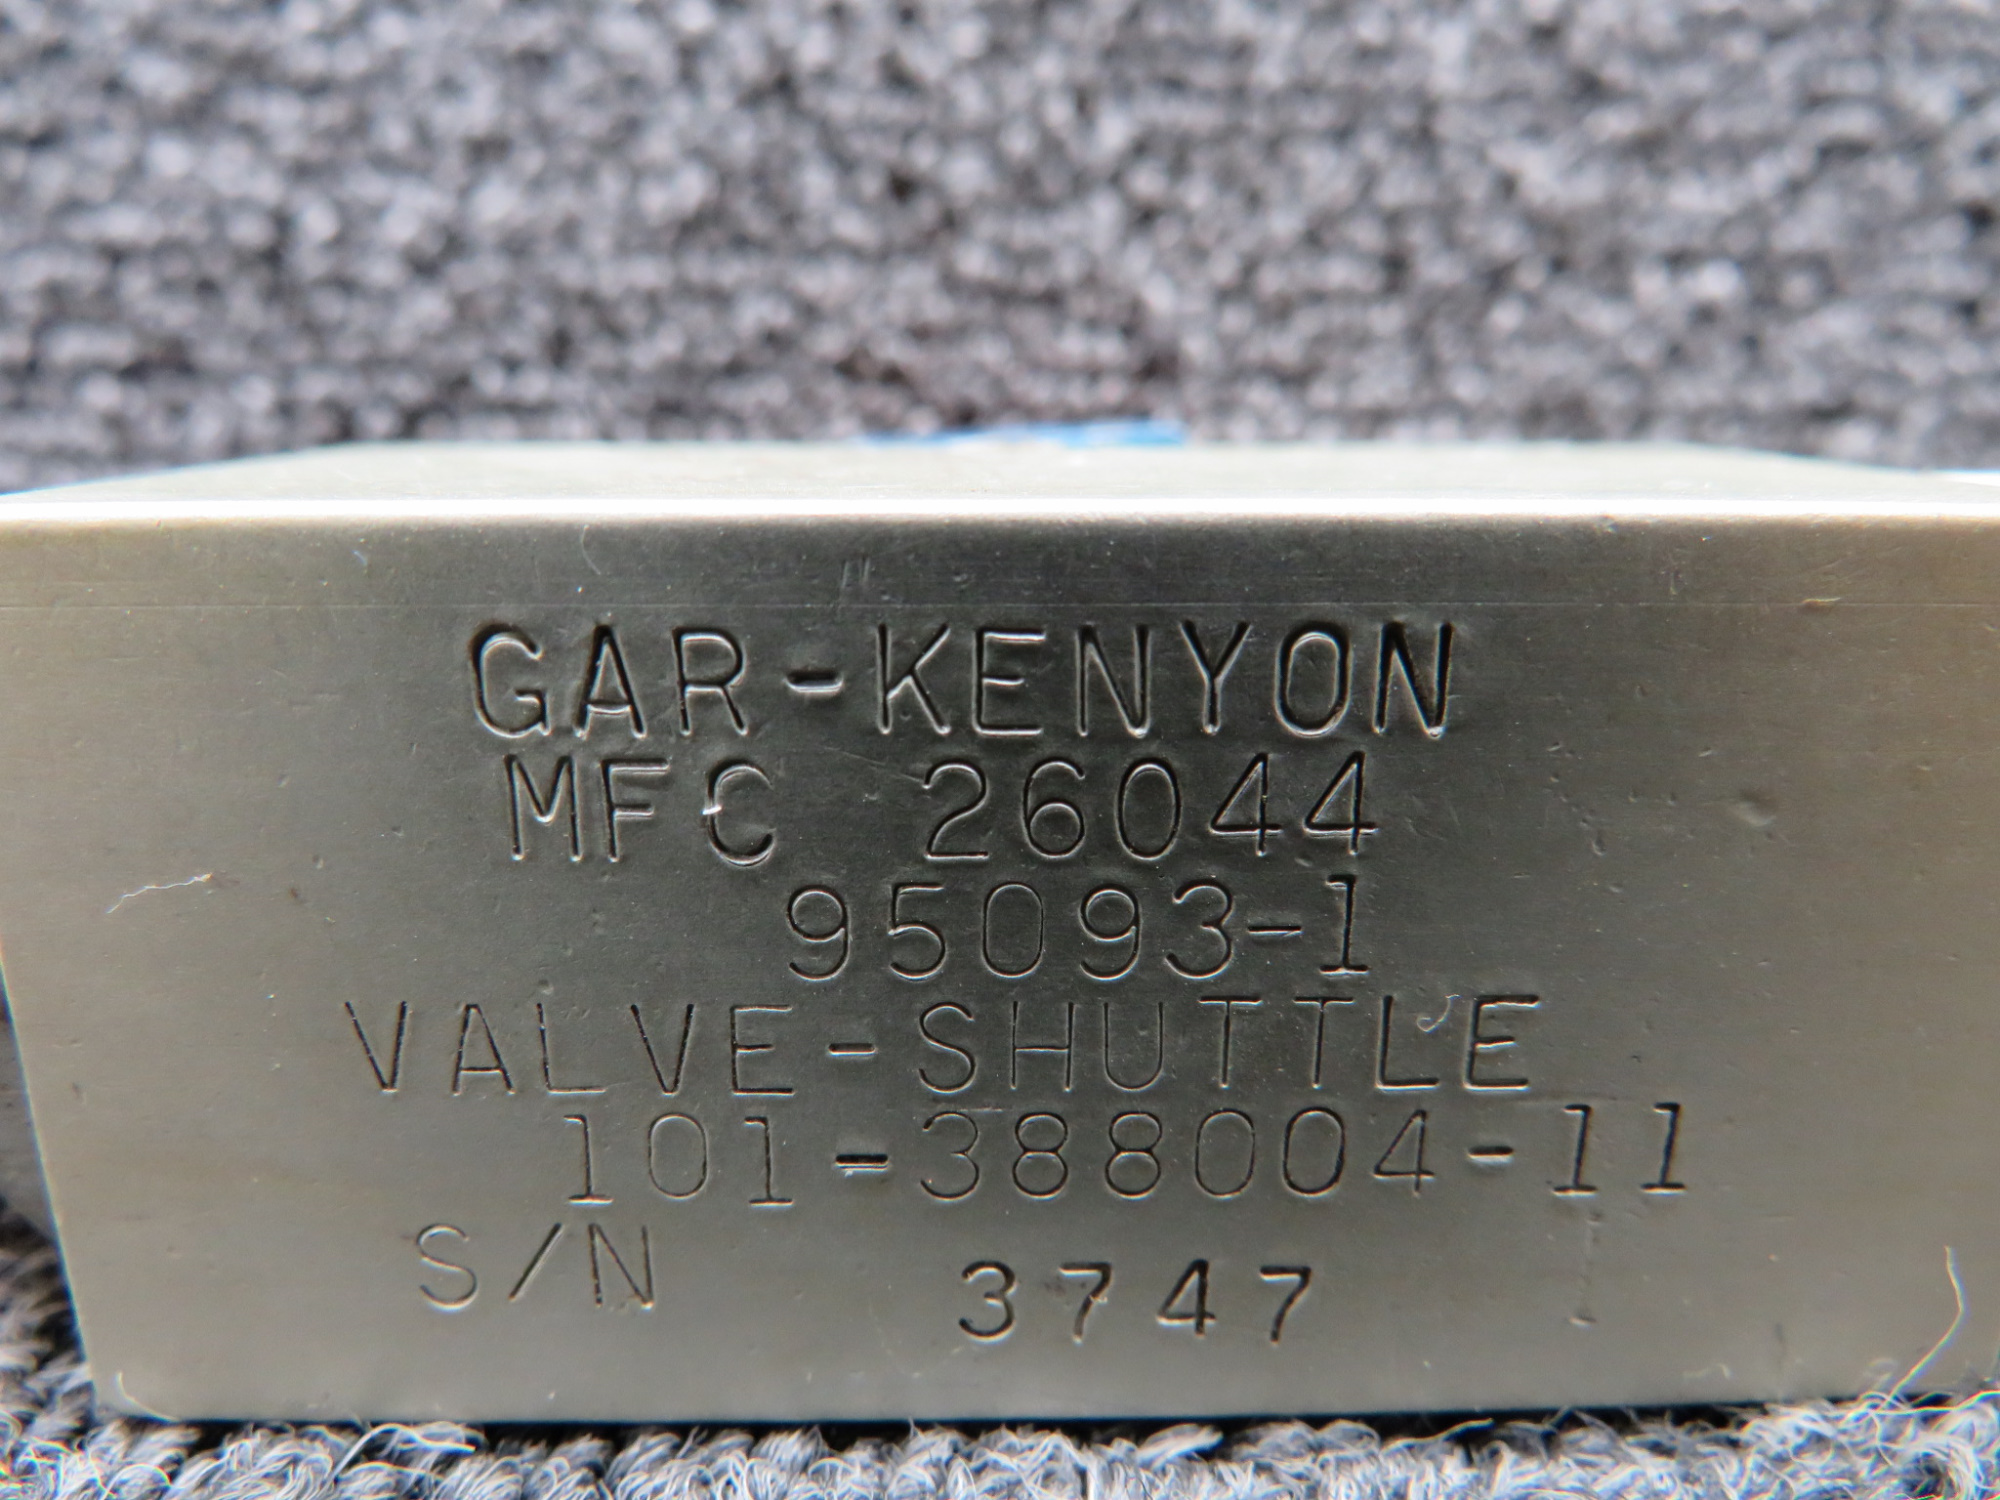 GAR-KENYON
MFC 26044
95093-1
VALVE-SHUTTLE
101-388004-11
S/N 3747